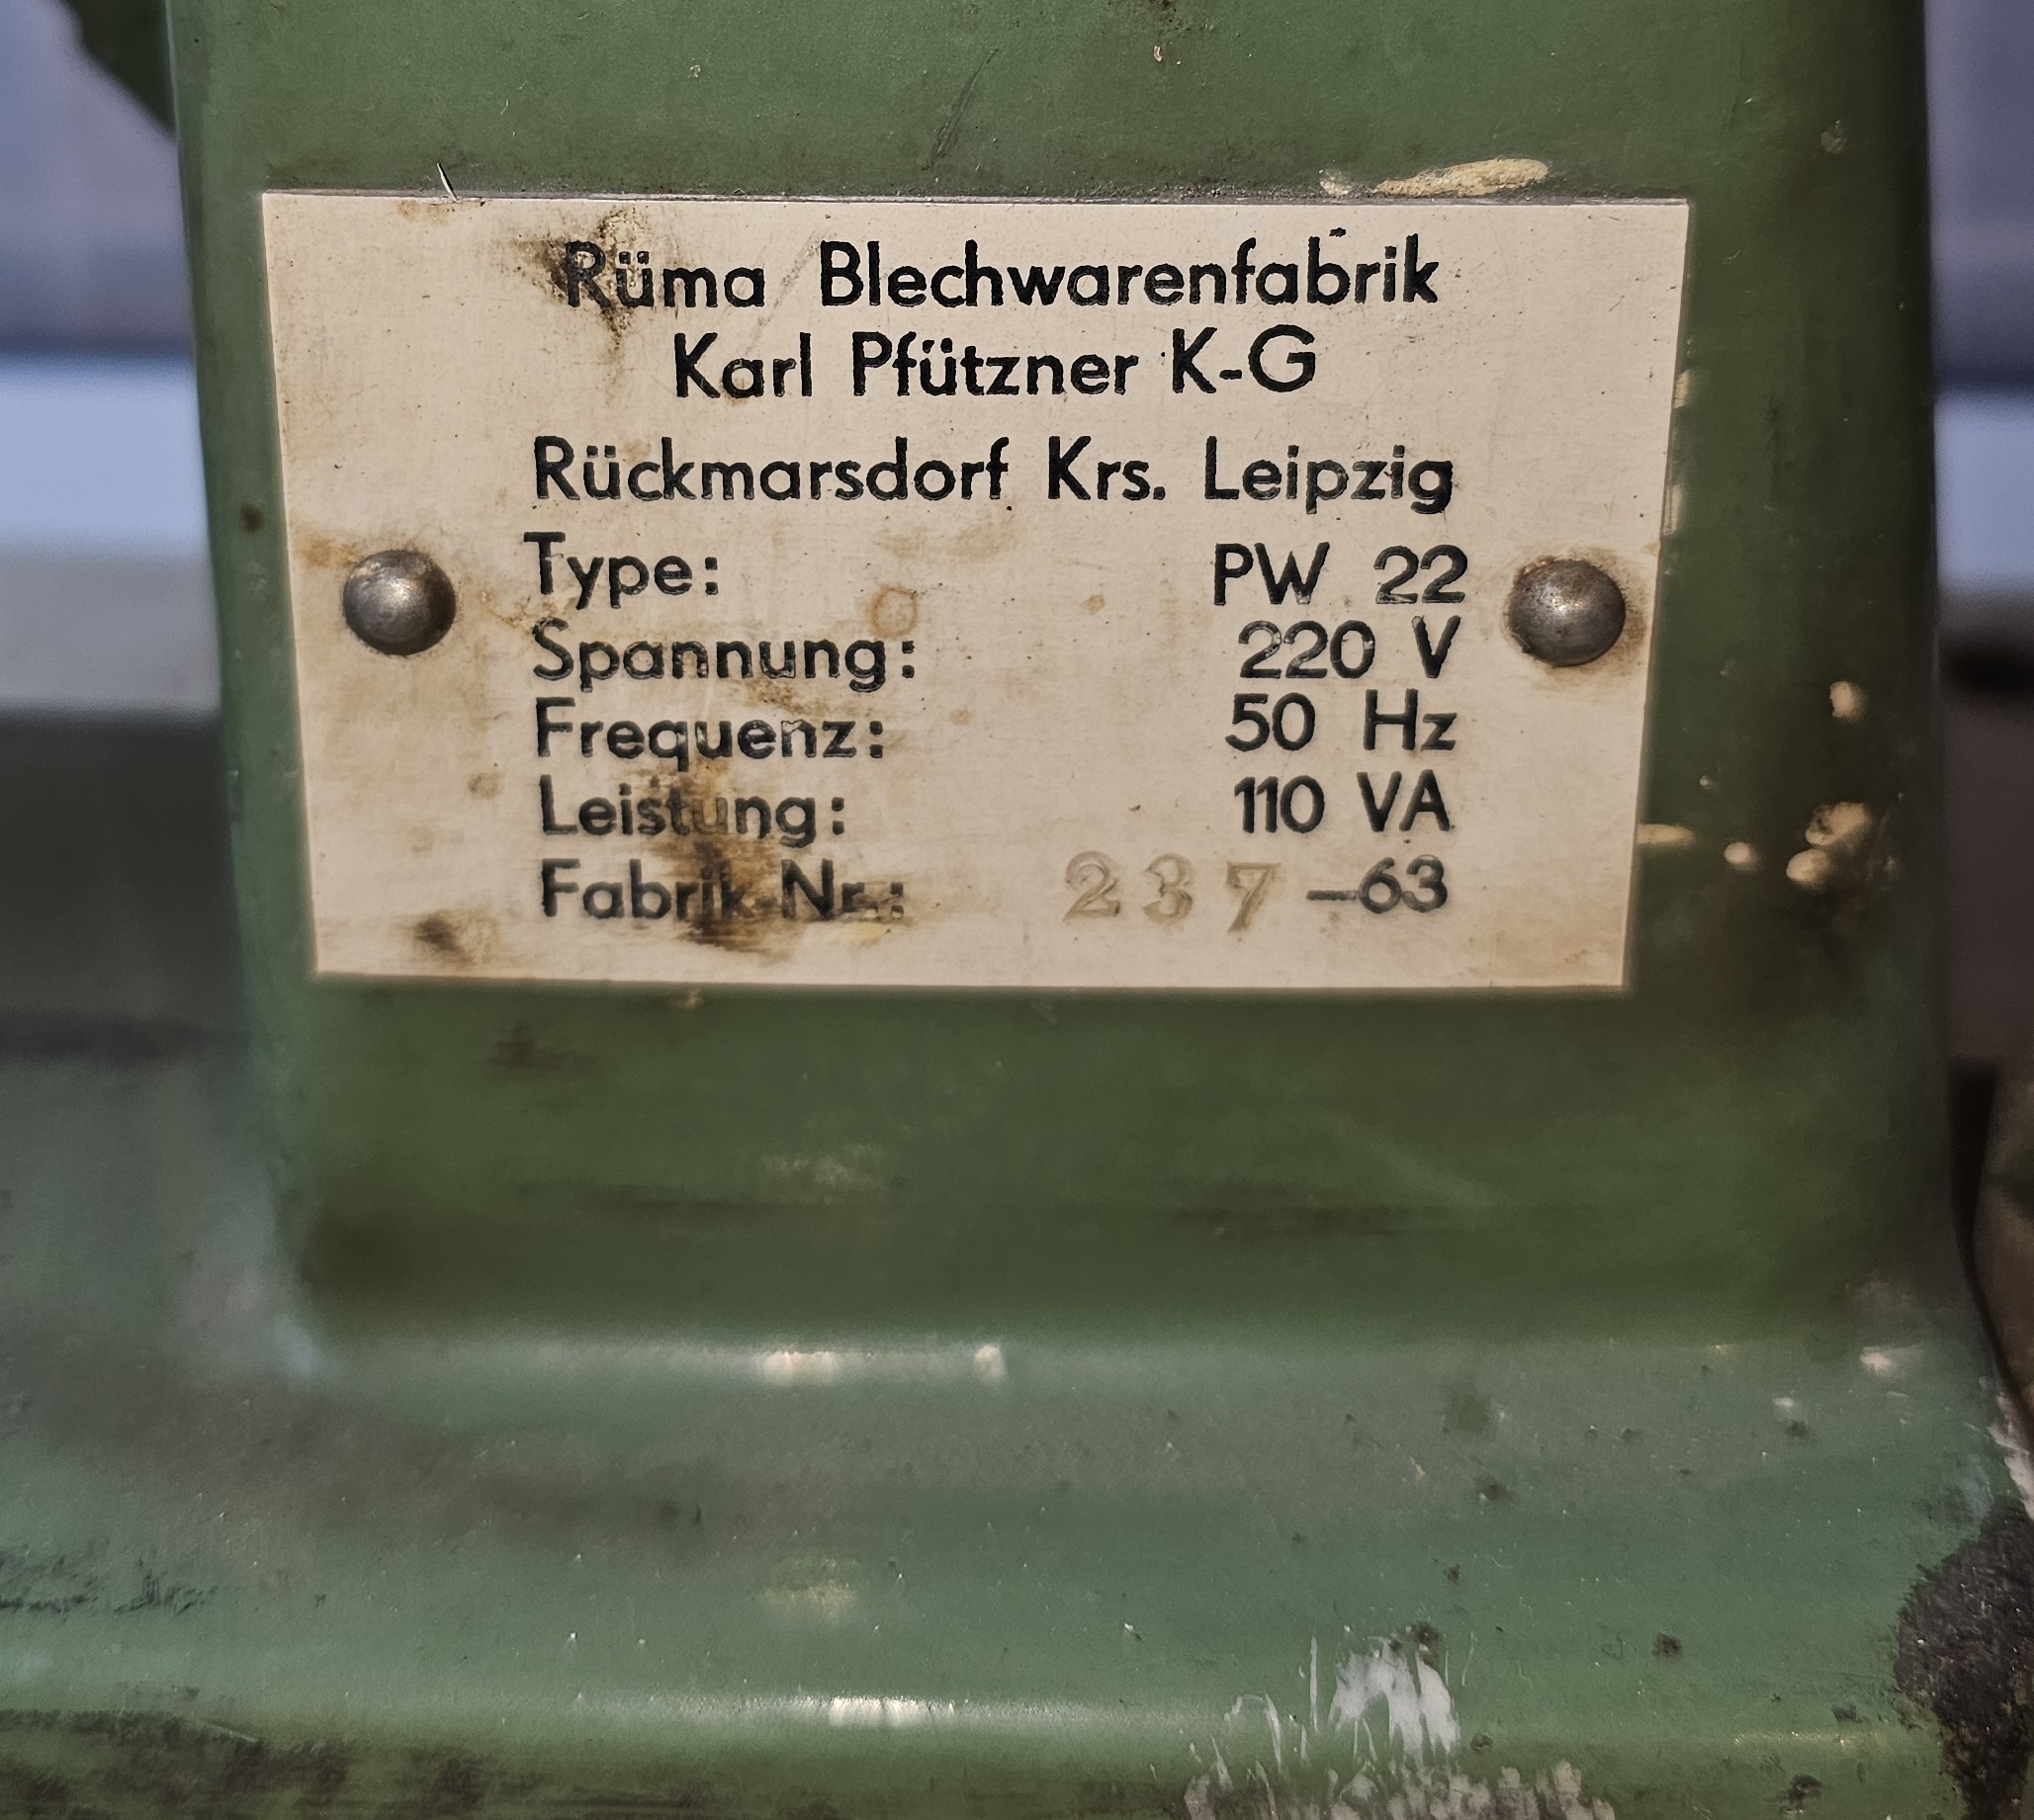 Rüma Blechwarenfabrik
Karl Pfützner K-G
Rückmarsdorf Krs. Leipzig
Type: PW 22
Spannung: 220 V
Frequenz: 50 Hz
Leistung: 110 VA
Fabrik-Nr.: 237-63